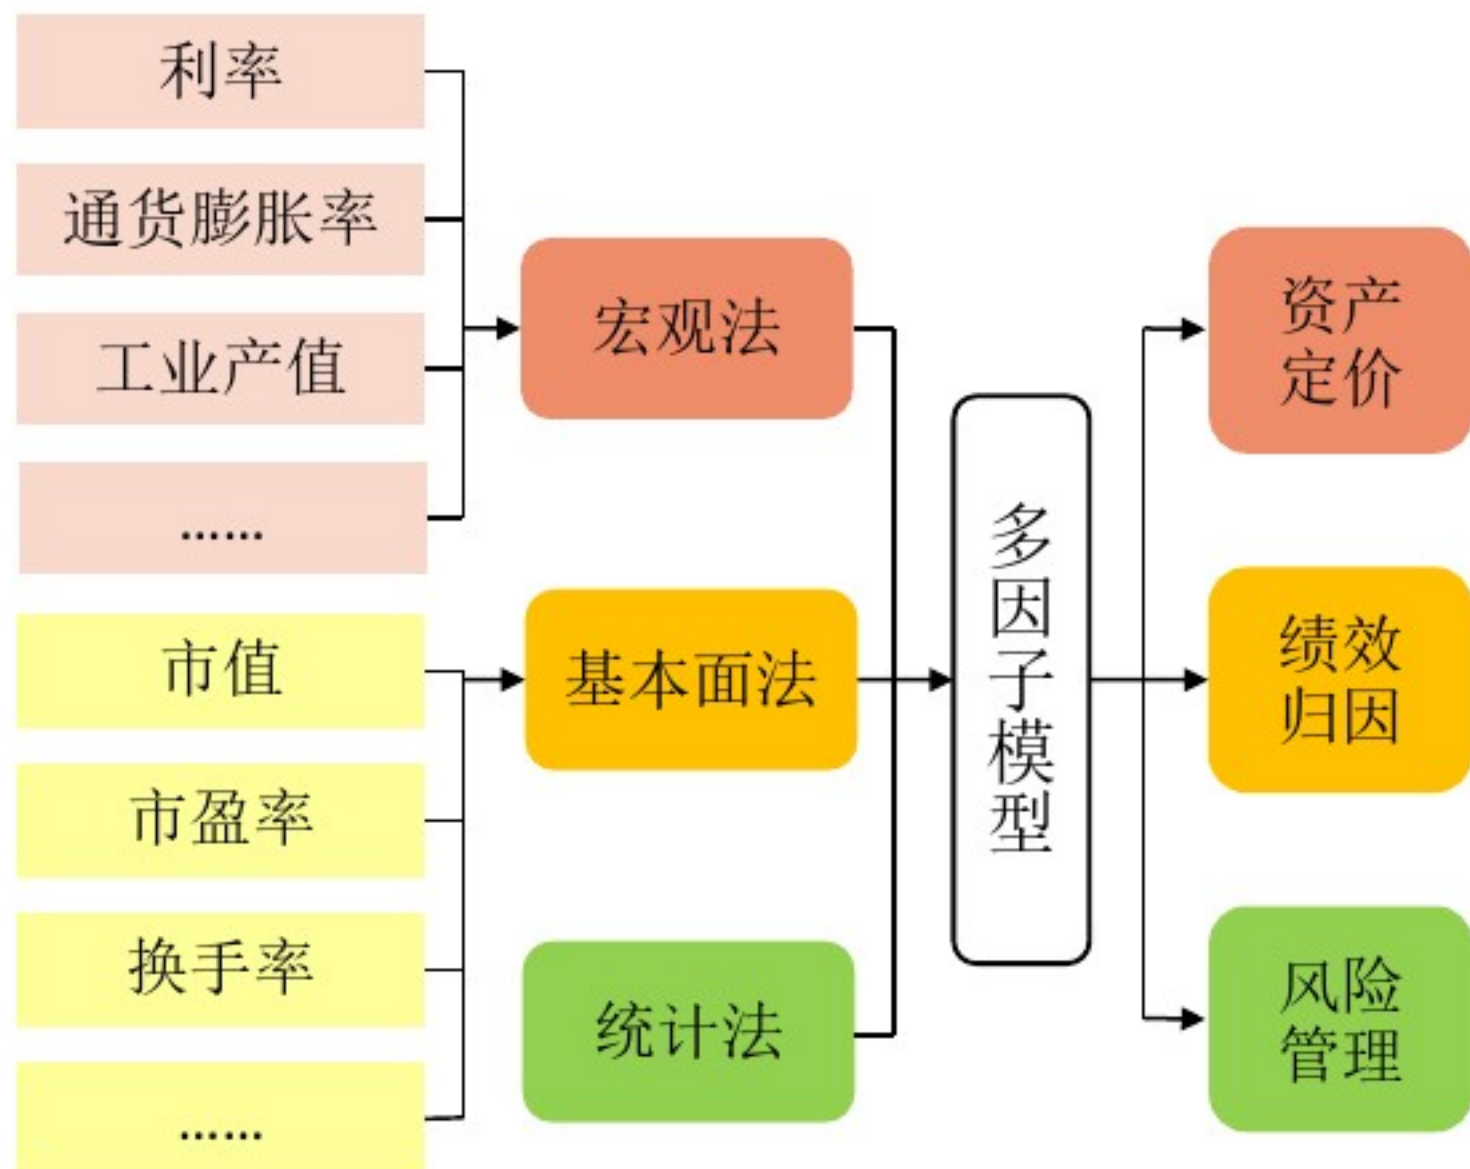 利率
通货膨胀率
工业产值
......
市值
市盈率
换手率
......
宏观法
基本面法
统计法
多因子模型
资产
定价
绩效
归因
风险
管理